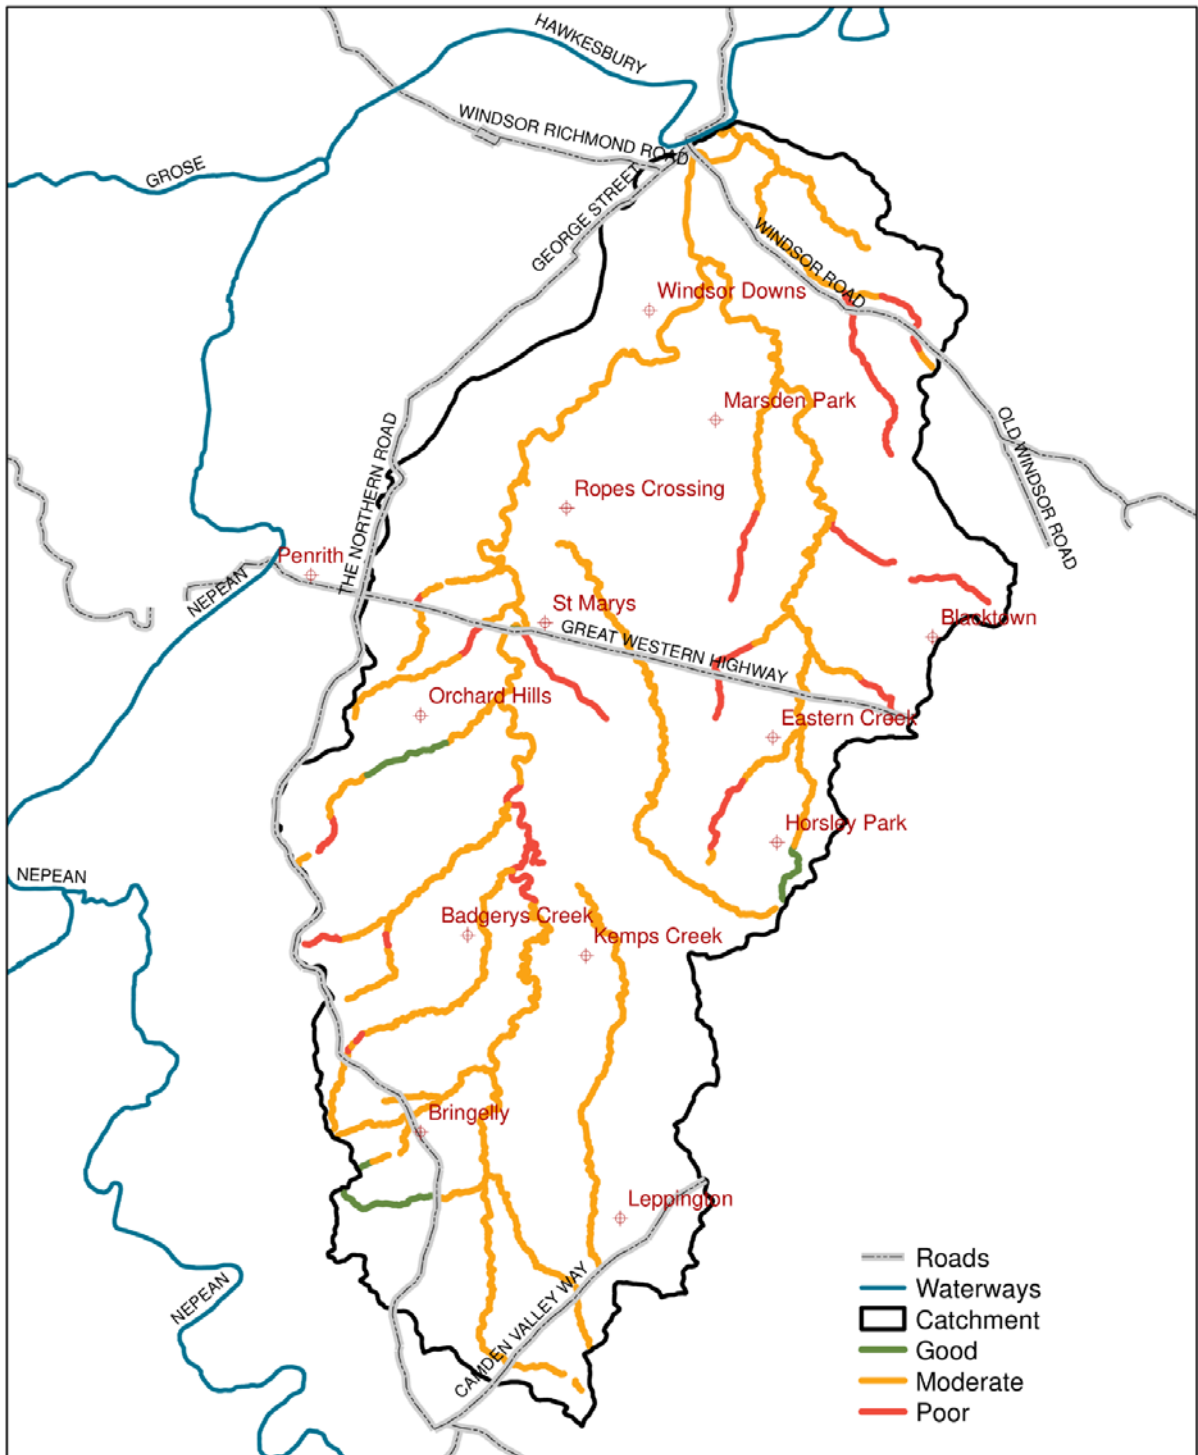 HAWKESBURY
WINDSOR RICHMOND ROAD
GROSE
GEORGE STREET
WINDSOR ROAD
Windsor Downs
Marsden Park
OLD WINDSOR ROAD
THE NORTHERN ROAD
Ropes Crossing
Penrith
NEPEAN
St Marys
Blacktown
GREAT WESTERN HIGHWAY
Orchard Hills
Eastern Creek
Horsley Park
NEPEAN
Badgerys Creek
Kemps Creek
Bringelly
Leppington
NEPEAN
CAMDEN VALLEY WAY
Roads
Waterways
Catchment
Good
Moderate
Poor